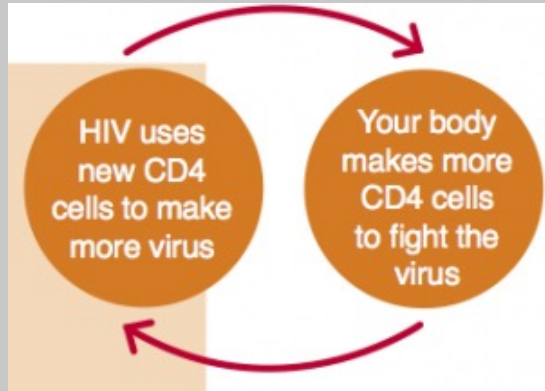 HIV uses
new CD4
cells to make
more virus
Your body
makes more
CD4 cells
to fight the
virus